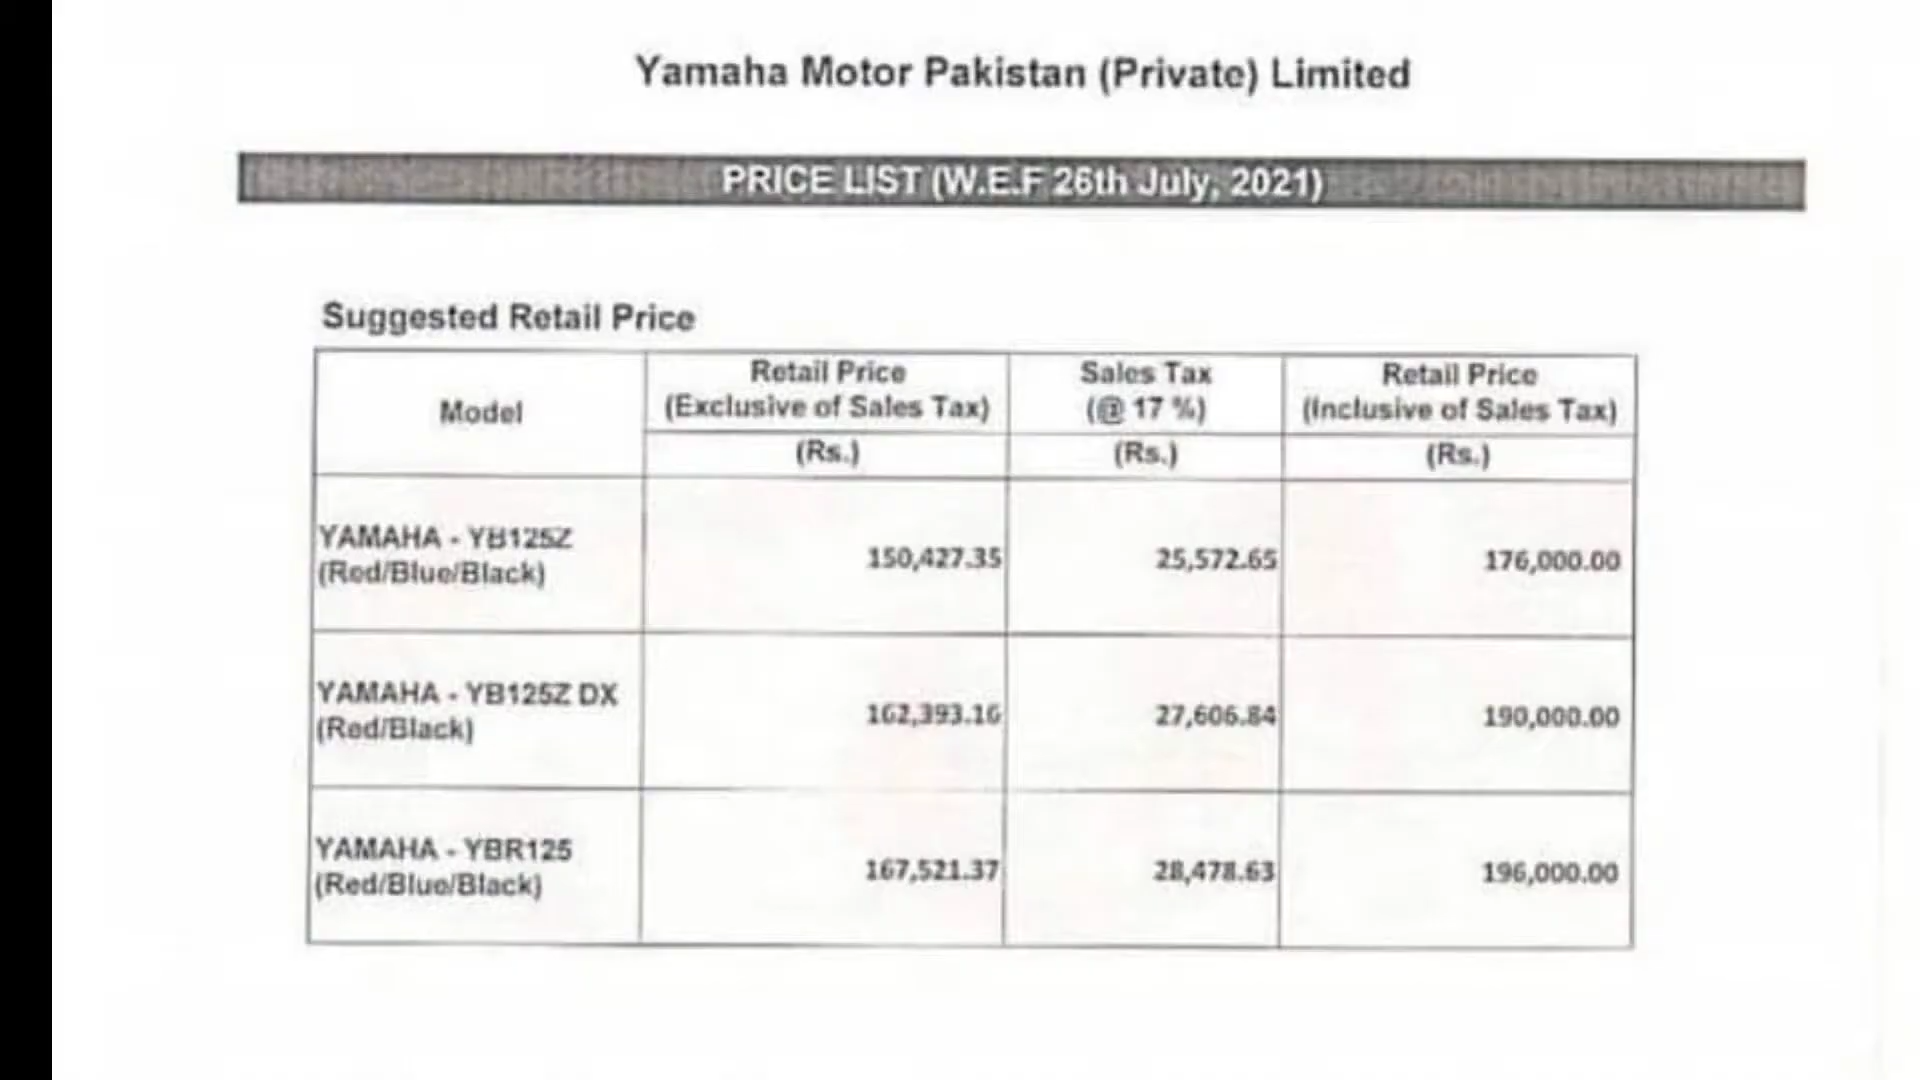 Yamaha Motor Pakistan (Private) Limited
PRICE LIST (W.E.F 26th July, 2021)
Suggested Retail Price
Model
Retail Price
(Exclusive of Sales Tax)
(Rs.)
Sales Tax
(@ 17 %)
(Rs.)
Retail Price
(Inclusive of Sales Tax)
(Rs.)
YAMAHA - YB125Z
(Red/Blue/Black)
150,427.35
25,572.65
176,000.00
YAMAHA - YB125Z DX
(Red/Black)
162,393.16
27,606.84
190,000.00
YAMAHA - YBR125
(Red/Blue/Black)
167,521.37
28,478.63
196,000.00